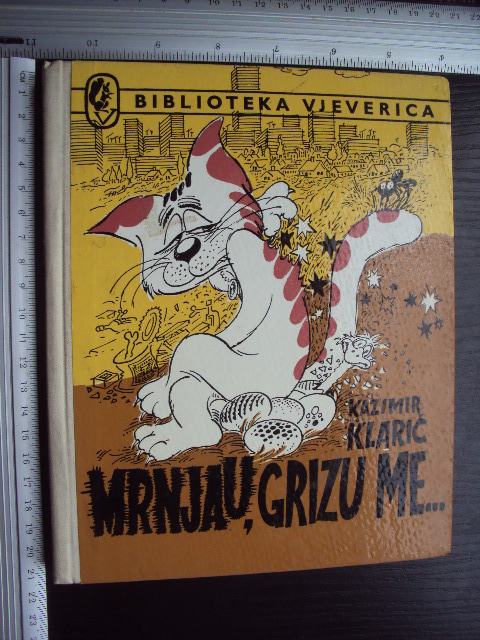 BIBLIOTEKA VJEVERICA
KAZIMIR
KLARIĆ
MRNJAU, GRIZU ME...